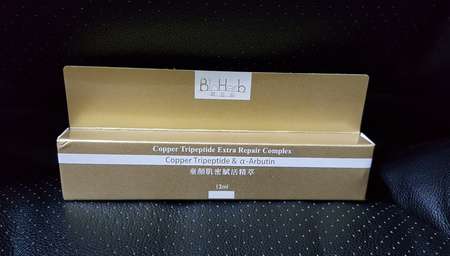 BioHerb
Copper Tripeptide Extra Repair Complex
Copper Tripeptide & α-Arbutin
童顏肌密賦活精萃
12ml